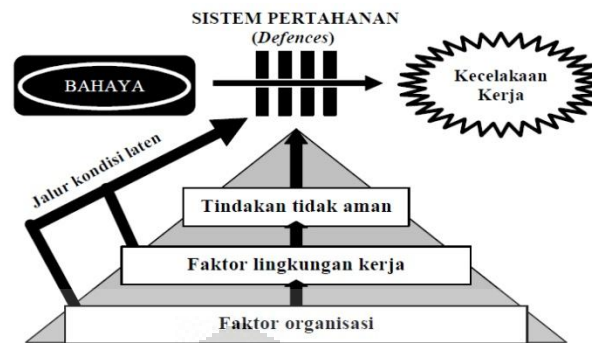 SISTEM PERTAHANAN
(Defences)
BAHAYA
Kecelakaan
Kerja
Jalur kondisi laten
Tindakan tidak aman
Faktor lingkungan kerja
Faktor organisasi